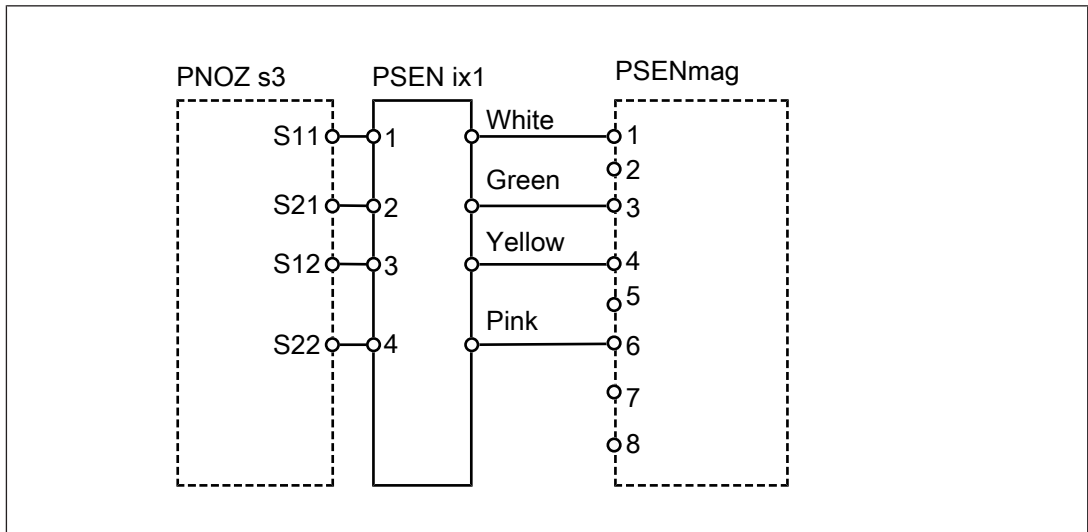 PNOZ s3 PSEN ix1 PSENmag
S11 1 White 1
2
Green
S21 2 3
Yellow
S12 3 4
5
Pink
S22 4 6
7
8